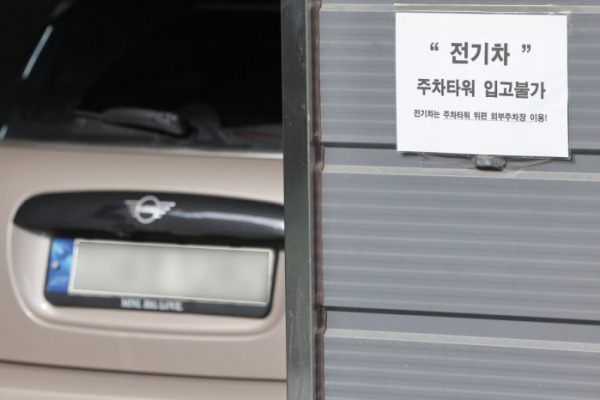 “ 전기차 ”
주차타워 입고불가
전기차는 주차타워 뒤편 외부주차장 이용!